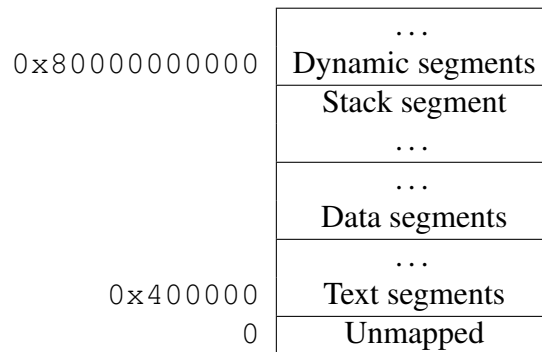 ...
0x80000000000 Dynamic segments
Stack segment
...
...
Data segments
...
0x400000 Text segments
0 Unmapped